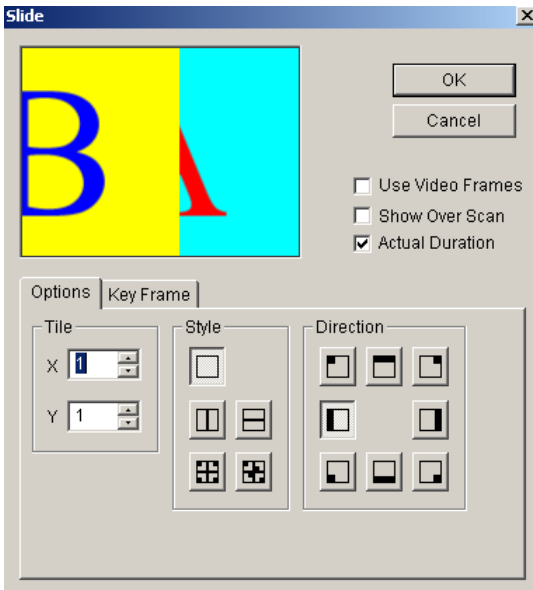 Slide
B A
OK
Cancel
Use Video Frames
Show Over Scan
Actual Duration
Options Key Frame
Tile Style Direction
X 1
Y 1